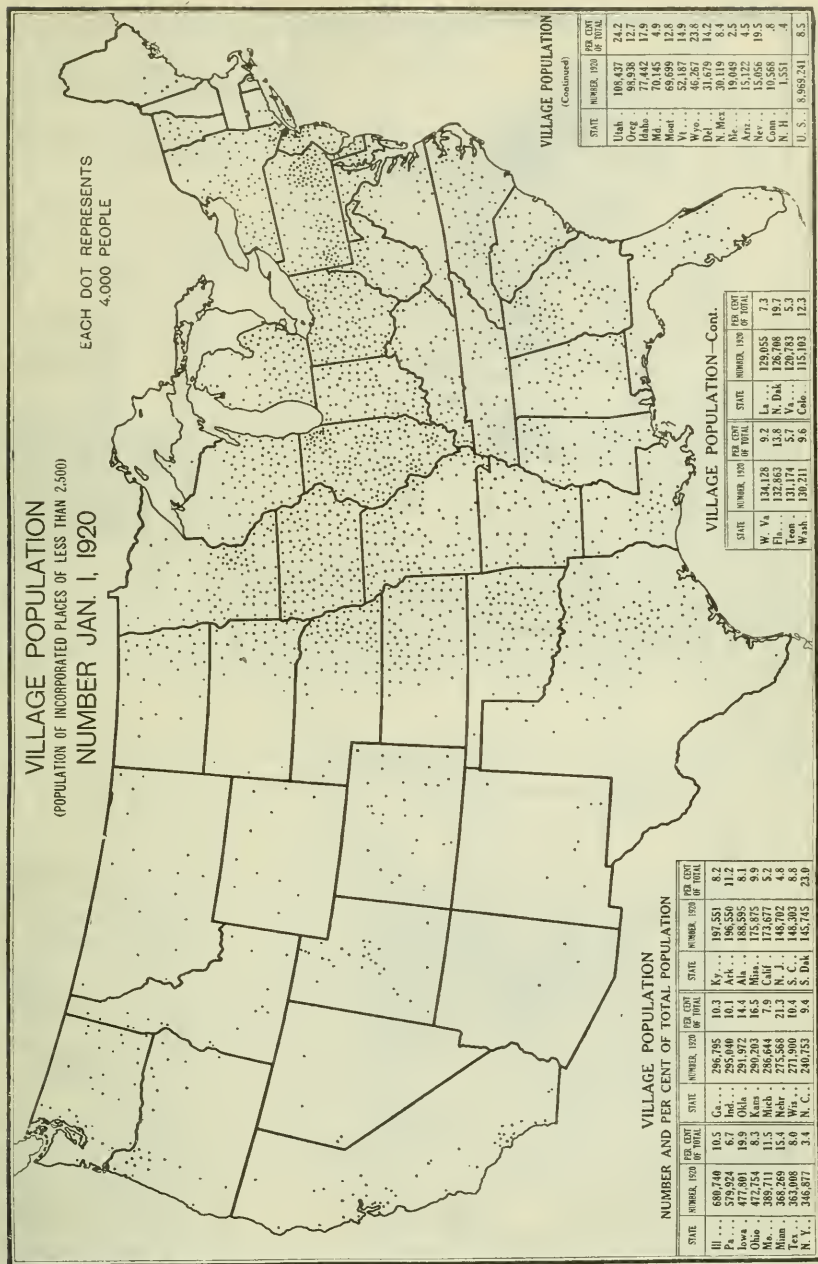 VILLAGE POPULATION
(POPULATION OF INCORPORATED PLACES OF LESS THAN 2,500)
NUMBER JAN. 1, 1920
EACH DOT REPRESENTS
4,000 PEOPLE
VILLAGE POPULATION
NUMBER AND PER CENT OF TOTAL POPULATION
STATE NUMBER, 1920 PER CENT OF TOTAL STATE NUMBER, 1920 PER CENT OF TOTAL STATE NUMBER, 1920 PER CENT OF TOTAL
Ill ... 680,740 10.5 Ga... 296,795 10.3 Ky... 197,551 8.2
Pa ... 579,924 6.7 Ind.. 295,040 10.1 Ark.. 196,550 11.2
Iowa . 477,801 19.9 Okla . 291,972 14.4 Ala .. 188,595 8.1
Ohio . 472,754 8.3 Kans . 290,203 16.5 Miss.. 175,875 9.9
Mo... 389,711 11.5 Mich 286,644 7.9 Calif 173,677 5.2
Minn 368,269 15.4 Nebr . 275,568 21.3 N. J. . 148,702 4.8
Tex .. 363,008 8.0 Wis .. 271,900 10.4 S. C. . 148,303 8.8
N. Y.. 346,877 3.4 N. C.. 240,753 9.4 S. Dak 145,745 23.0
VILLAGE POPULATION—Cont.
STATE NUMBER, 1920 PER CENT OF TOTAL STATE NUMBER, 1920 PER CENT OF TOTAL
W. Va 134,128 9.2 La... 129,055 7.3
Fla... 132,863 13.8 N. Dak 126,708 19.7
Tenn . 131,174 5.7 Va... 120,783 5.3
Wash . 130,211 9.6 Colo.. 115,103 12.3
VILLAGE POPULATION
(Continued)
STATE NUMBER, 1920 PER CENT OF TOTAL
Utah . 108,437 24.2
Oreg . 98,938 12.7
Idaho . 77,442 17.9
Md... 70,145 4.9
Mont 69,699 12.8
Vt ... 52,187 14.9
Wyo.. 46,267 23.8
Del .. 31,679 14.2
N. Mex 30,119 8.4
Me... 19,049 2.5
Ariz.. 15,122 4.5
Nev .. 15,056 19.5
Conn 10,568 .8
N. H . 1,551 .4
U. S.. 8,969,241 8.5